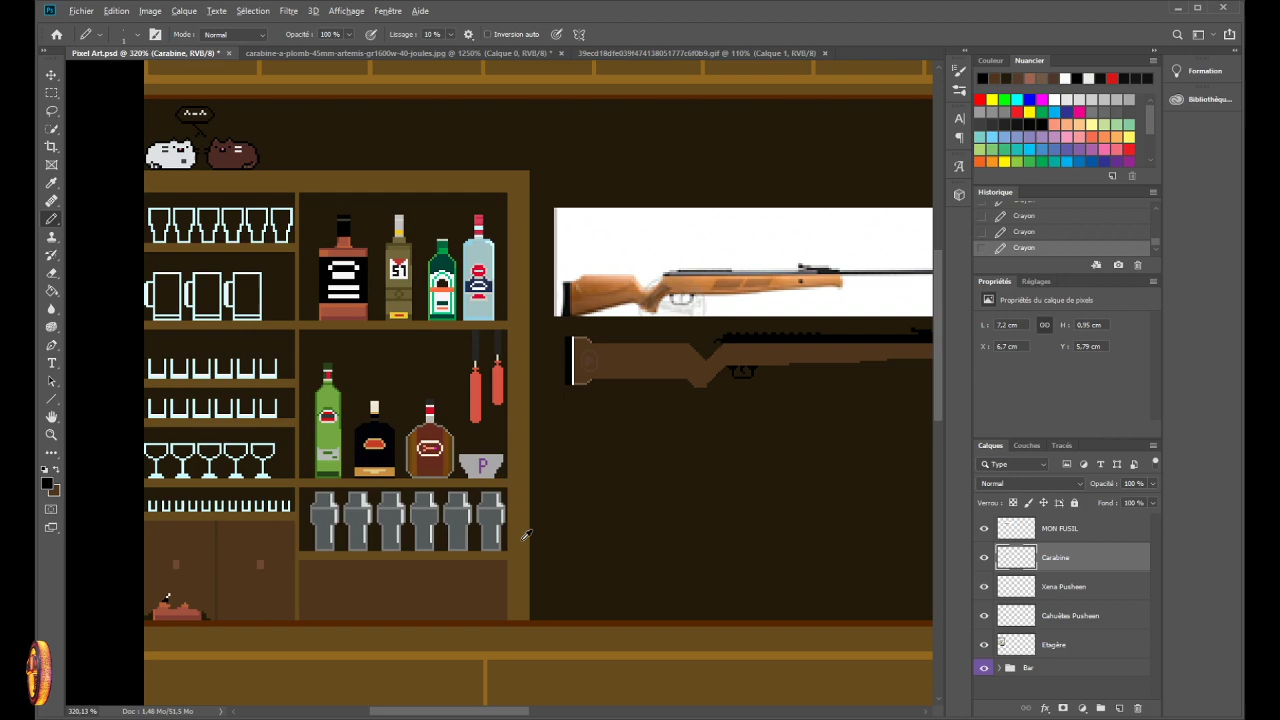 Ps Fichier Edition Image Calque Texte Sélection Filtre 3D Affichage Fenêtre Aide
1 Mode : Normal Opacité : 100 % Lissage : 10 % Inversion auto
Pixel Art.psd @ 320% (Carabine, RVB/8) * × carabine-a-plomb-45mm-artemis-gr1600w-40-joules.jpg @ 1250% (Calque 0, RVB/8) * × 39ecd18dfe039f474138051777c6f0b9.gif @ 110% (Calque 1, RVB/8) ×
Couleur Nuancier
Formation
Bibliothèqu...
Historique
Crayon
Crayon
Crayon
Propriétés Réglages
Propriétés du calque de pixels
L : 7,2 cm GO H : 0,95 cm
X : 6,7 cm Y : 5,79 cm
51
P
Calques Couches Tracés
Type
Normal Opacité : 100 %
Verrou : Fond : 100 %
MON FUSIL
Carabine
Xena Pusheen
Cahuètes Pusheen
Etagère
Bar
320,13 % Doc : 1,48 Mo/51,5 Mo